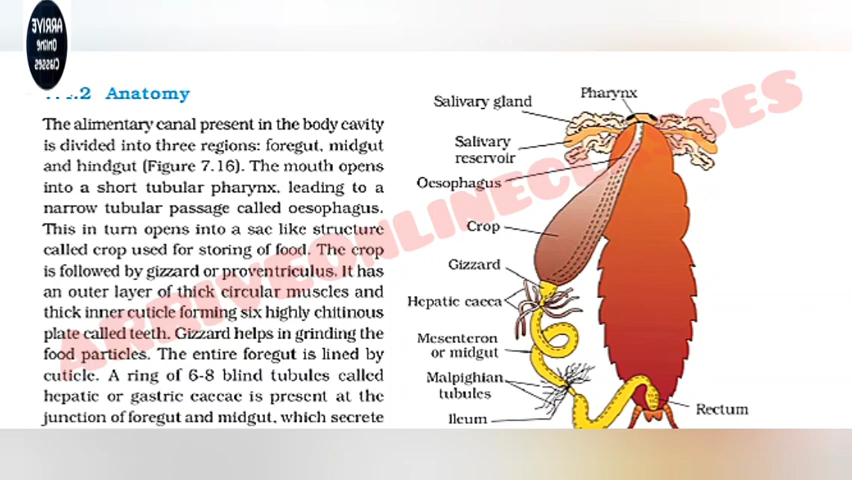 ARRIVE
Online
Classes
.2 Anatomy
The alimentary canal present in the body cavity
is divided into three regions: foregut, midgut
and hindgut (Figure 7.16). The mouth opens
into a short tubular pharynx, leading to a
narrow tubular passage called oesophagus.
This in turn opens into a sac like structure
called crop used for storing of food. The crop
is followed by gizzard or proventriculus. It has
an outer layer of thick circular muscles and
thick inner cuticle forming six highly chitinous
plate called teeth. Gizzard helps in grinding the
food particles. The entire foregut is lined by
cuticle. A ring of 6-8 blind tubules called
hepatic or gastric caecae is present at the
junction of foregut and midgut, which secrete
Pharynx
Salivary gland
Salivary
reservoir
Oesophagus
Crop
Gizzard
Hepatic caeca
Mesenteron
or midgut
Malpighian
tubules
Ileum
Rectum
ARRIVEONLINECLASSES